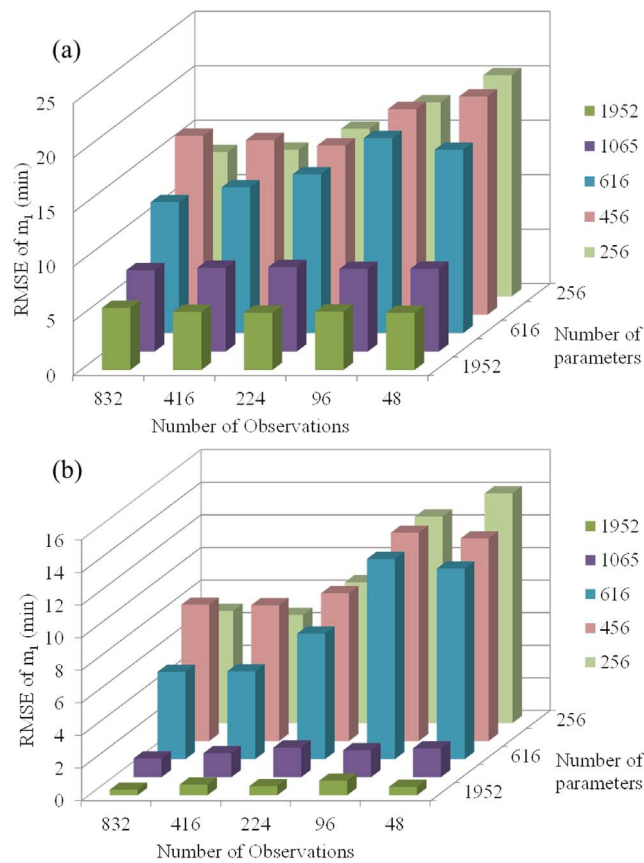 (a)
25
20
15
10
5
0
RMSE of m₁ (min)
832 416 224 96 48
Number of Observations
1952
616
256
Number of
parameters
1952
1065
616
456
256
(b)
16
14
12
10
8
6
4
2
0
RMSE of m₁ (min)
832 416 224 96 48
Number of Observations
1952
616
256
Number of
parameters
1952
1065
616
456
256